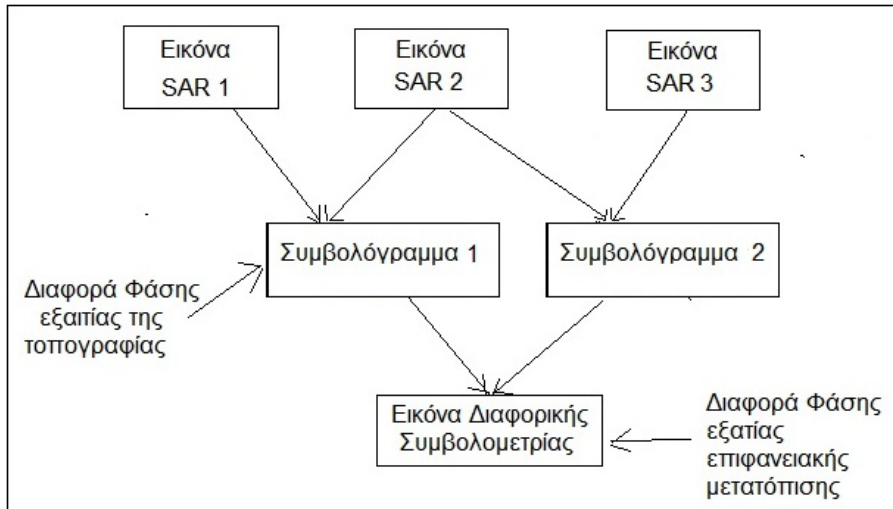 Εικόνα
SAR 1
Εικόνα
SAR 2
Εικόνα
SAR 3
Συμβολόγραμμα 1
Συμβολόγραμμα 2
Διαφορά Φάσης
εξαιτίας της
τοπογραφίας
Εικόνα Διαφορικής
Συμβολομετρίας
Διαφορά Φάσης
εξατίας
επιφανειακής
μετατόπισης